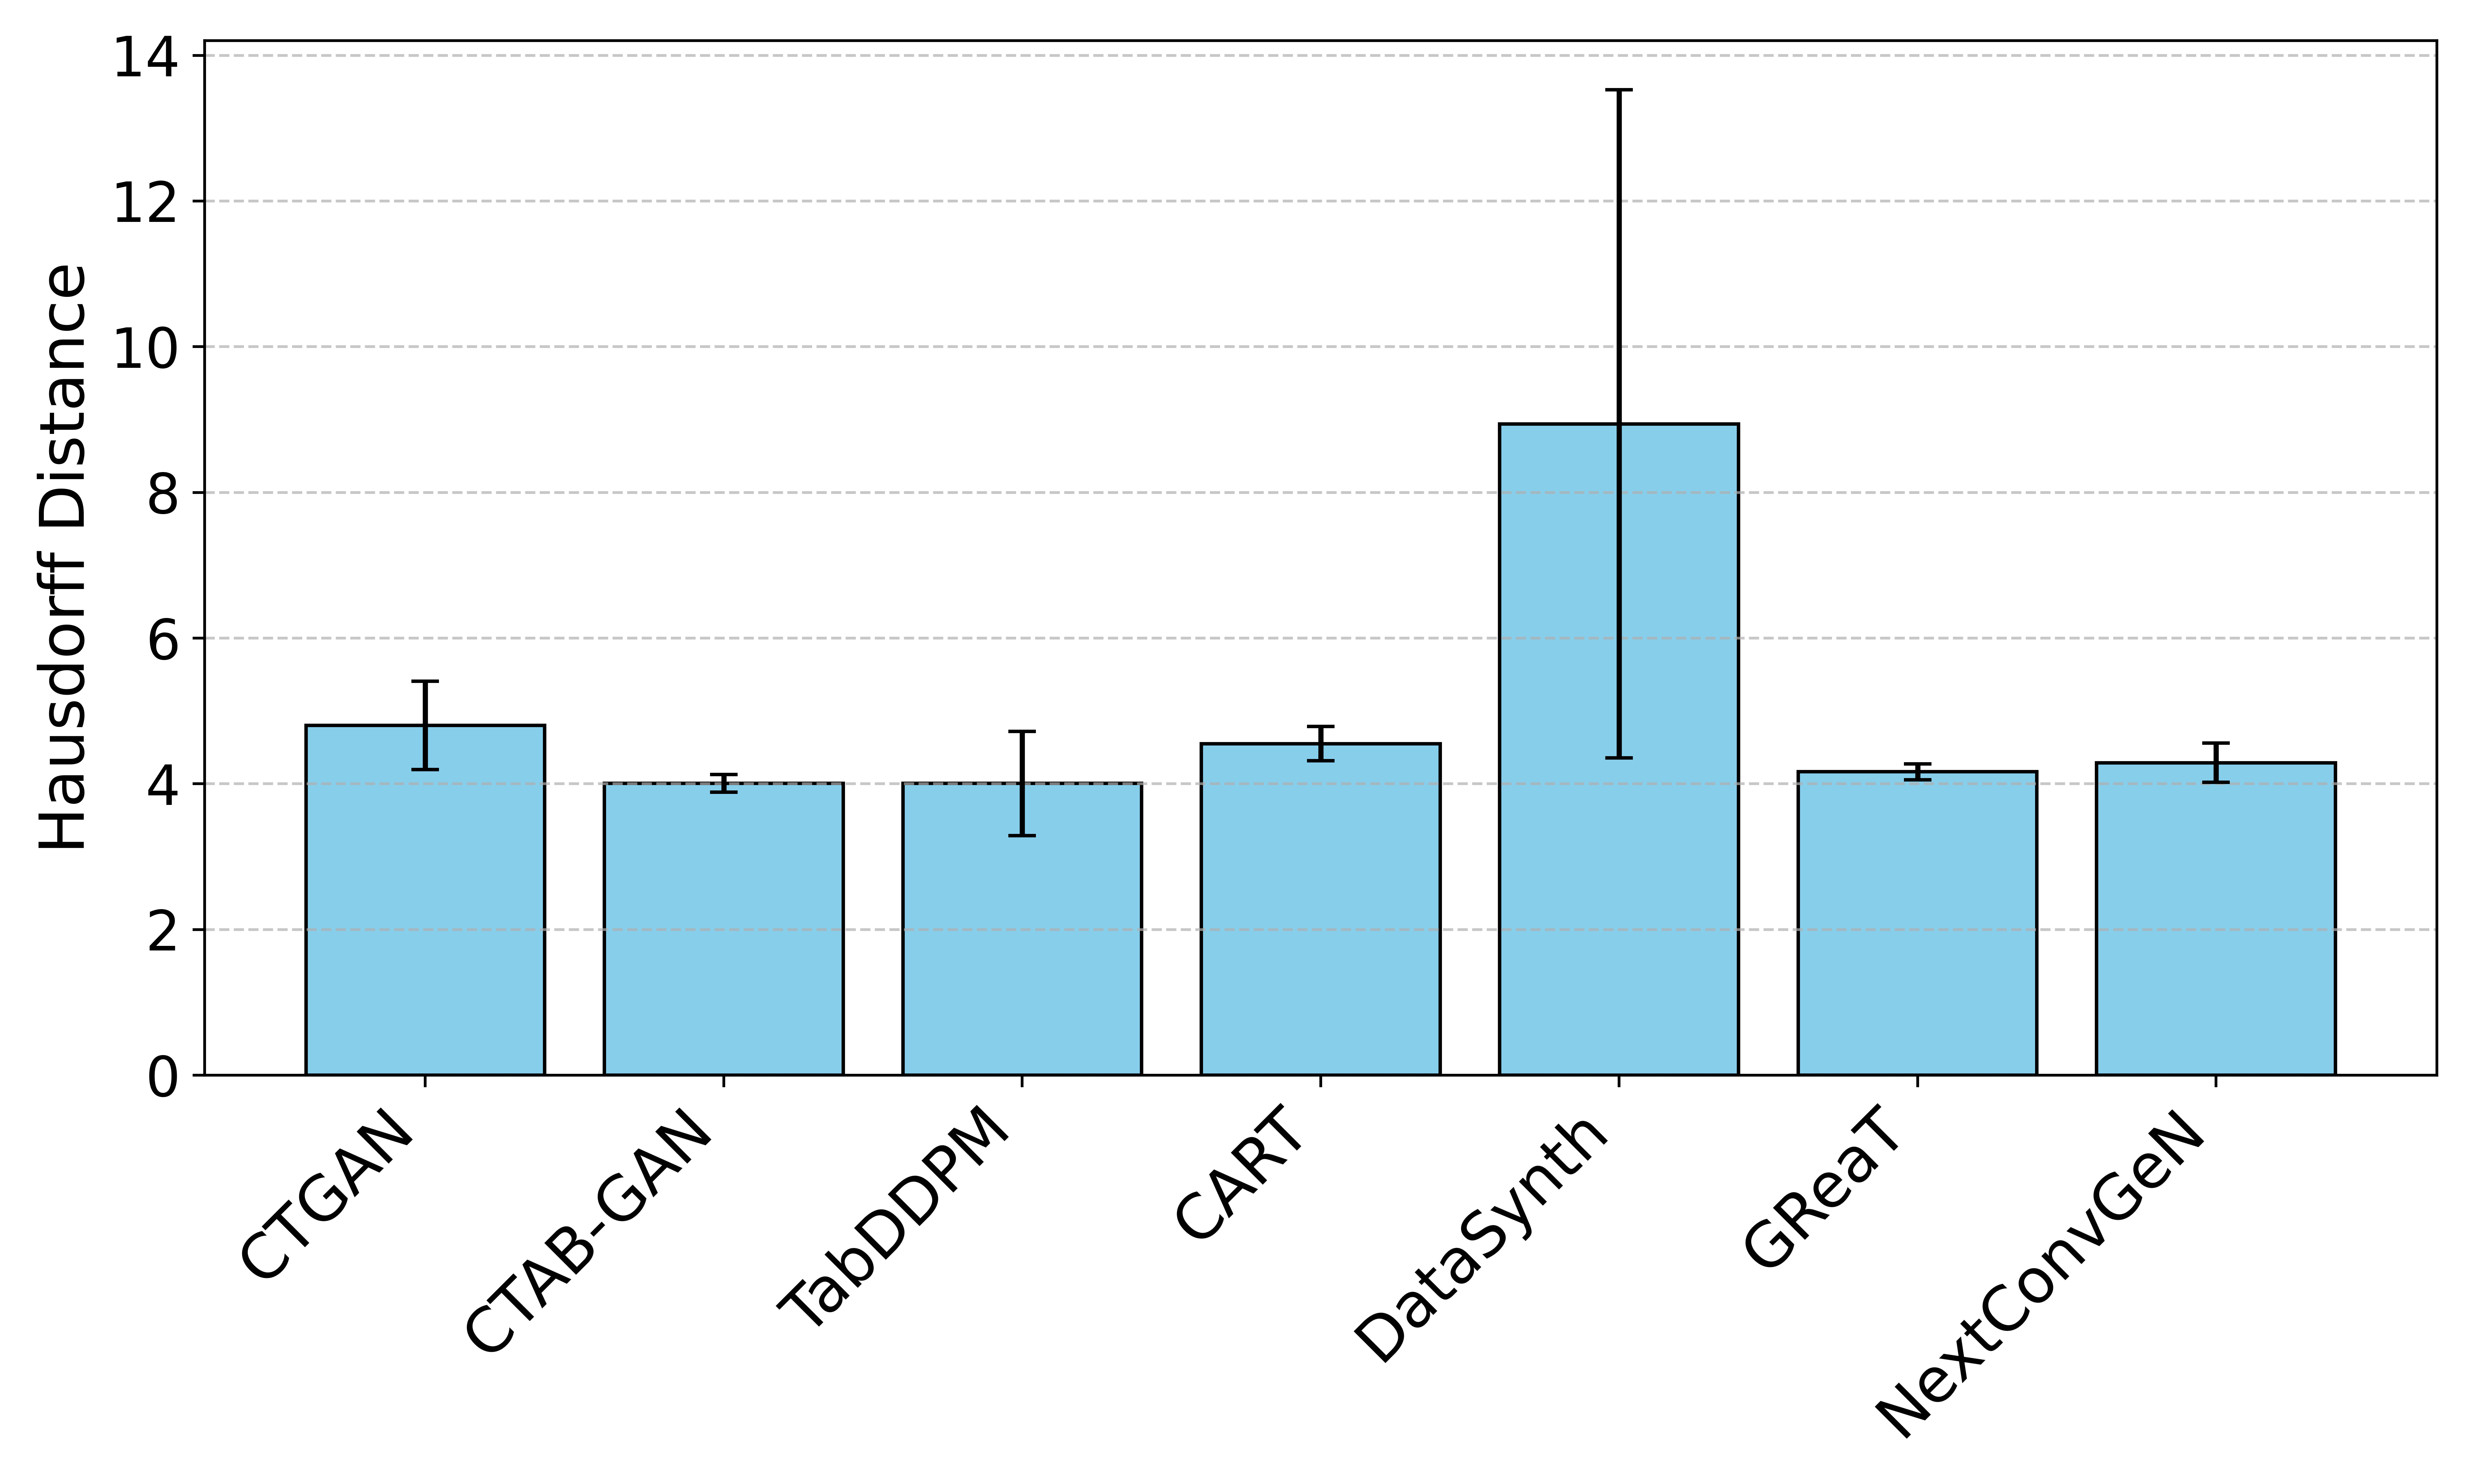 Hausdorff Distance
14
12
10
8
6
4
2
0
CTGAN
CTAB-GAN
TabDDPM
CART
DataSynth
GReaT
NextConvGeN